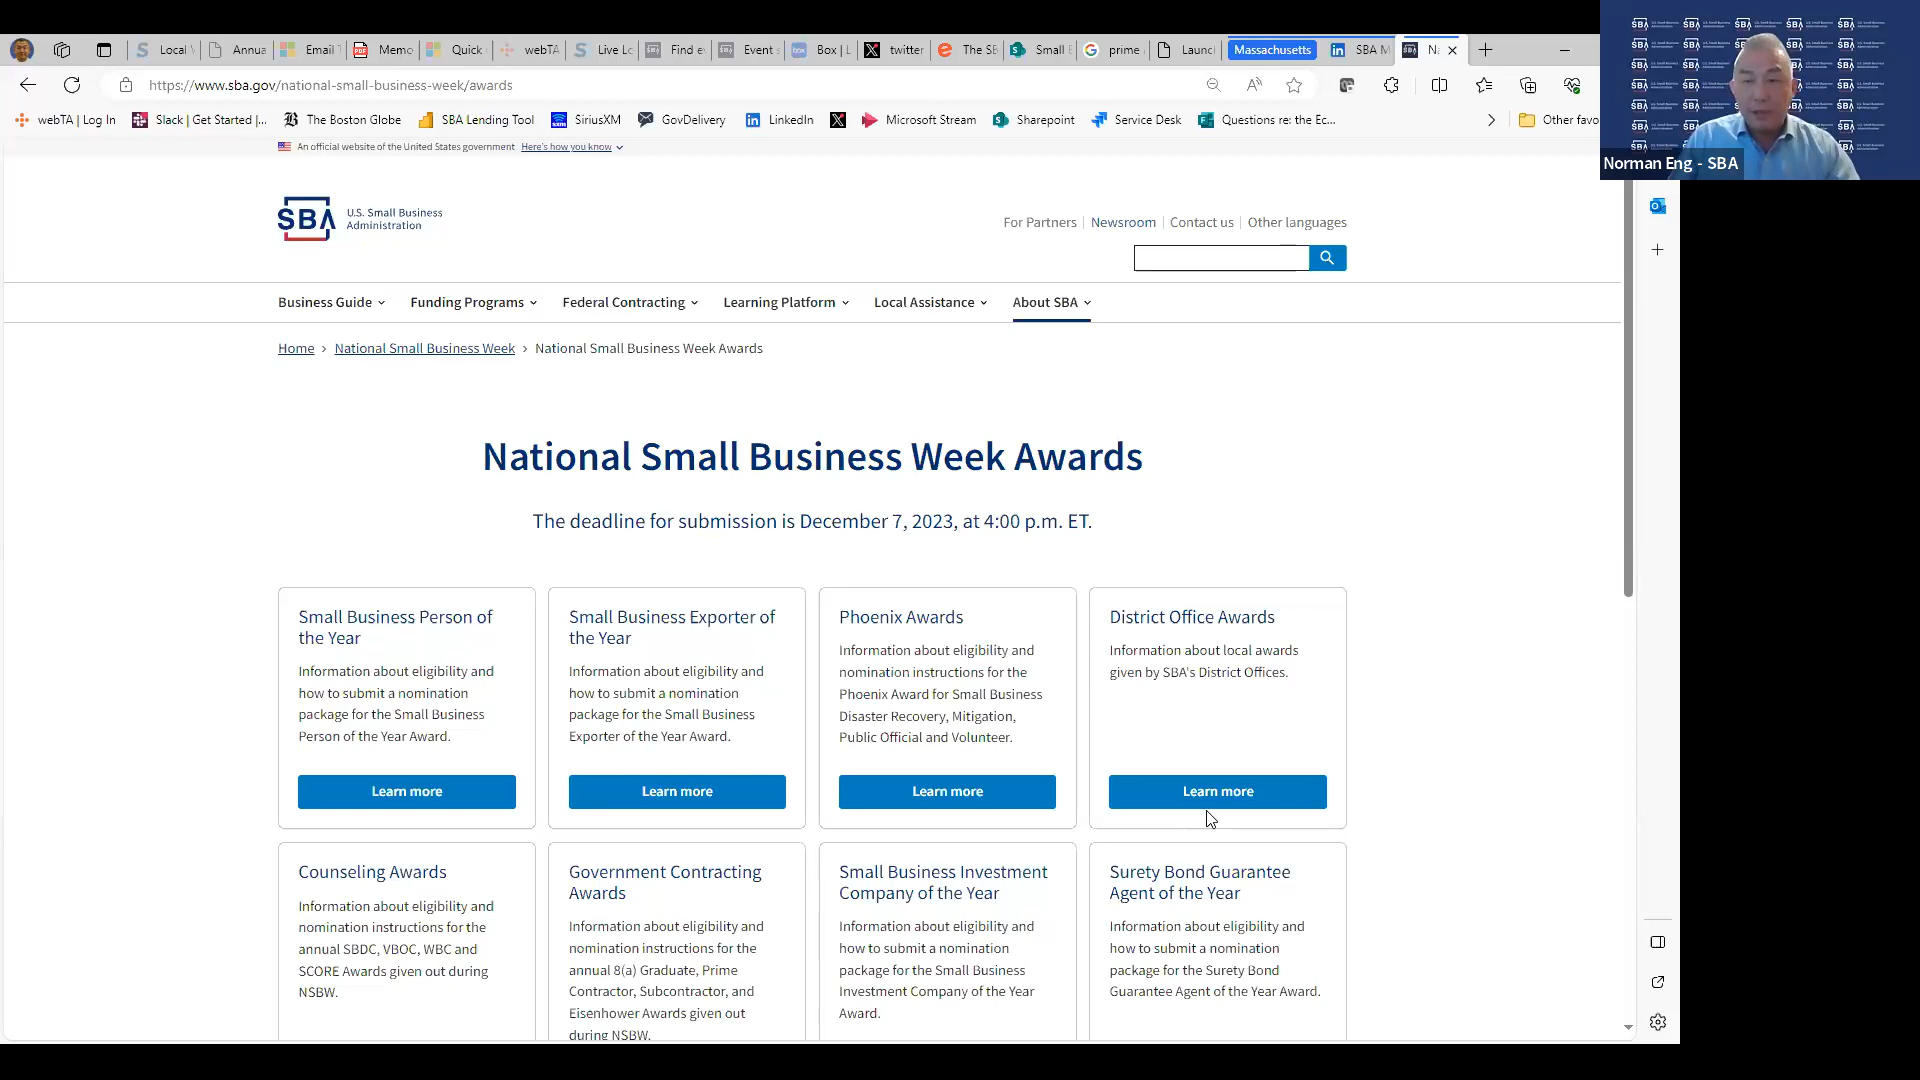 Local
Annua
Email
Memo
Quick
webTA
Live Lo
Find e
Event s
Box | L
twitter
The SB
Small
prime
Launc
Massachusetts
SBA M
Na
https://www.sba.gov/national-small-business-week/awards
webTA | Log In
Slack | Get Started |...
The Boston Globe
SBA Lending Tool
SiriusXM
GovDelivery
LinkedIn
Microsoft Stream
Sharepoint
Service Desk
Questions re: the Ec...
Other favo
Norman Eng - SBA
An official website of the United States government Here's how you know
SBA
U.S. Small Business
Administration
For Partners
Newsroom
Contact us
Other languages
Business Guide
Funding Programs
Federal Contracting
Learning Platform
Local Assistance
About SBA
Home › National Small Business Week › National Small Business Week Awards
National Small Business Week Awards
The deadline for submission is December 7, 2023, at 4:00 p.m. ET.
Small Business Person of
the Year
Information about eligibility and
how to submit a nomination
package for the Small Business
Person of the Year Award.
Learn more
Small Business Exporter of
the Year
Information about eligibility and
how to submit a nomination
package for the Small Business
Exporter of the Year Award.
Learn more
Phoenix Awards
Information about eligibility and
nomination instructions for the
Phoenix Award for Small Business
Disaster Recovery, Mitigation,
Public Official and Volunteer.
Learn more
District Office Awards
Information about local awards
given by SBA's District Offices.
Learn more
Counseling Awards
Information about eligibility and
nomination instructions for the
annual SBDC, VBOC, WBC and
SCORE Awards given out during
NSBW.
Government Contracting
Awards
Information about eligibility and
nomination instructions for the
annual 8(a) Graduate, Prime
Contractor, Subcontractor, and
Eisenhower Awards given out
during NSBW.
Small Business Investment
Company of the Year
Information about eligibility and
how to submit a nomination
package for the Small Business
Investment Company of the Year
Award.
Surety Bond Guarantee
Agent of the Year
Information about eligibility and
how to submit a nomination
package for the Surety Bond
Guarantee Agent of the Year Award.